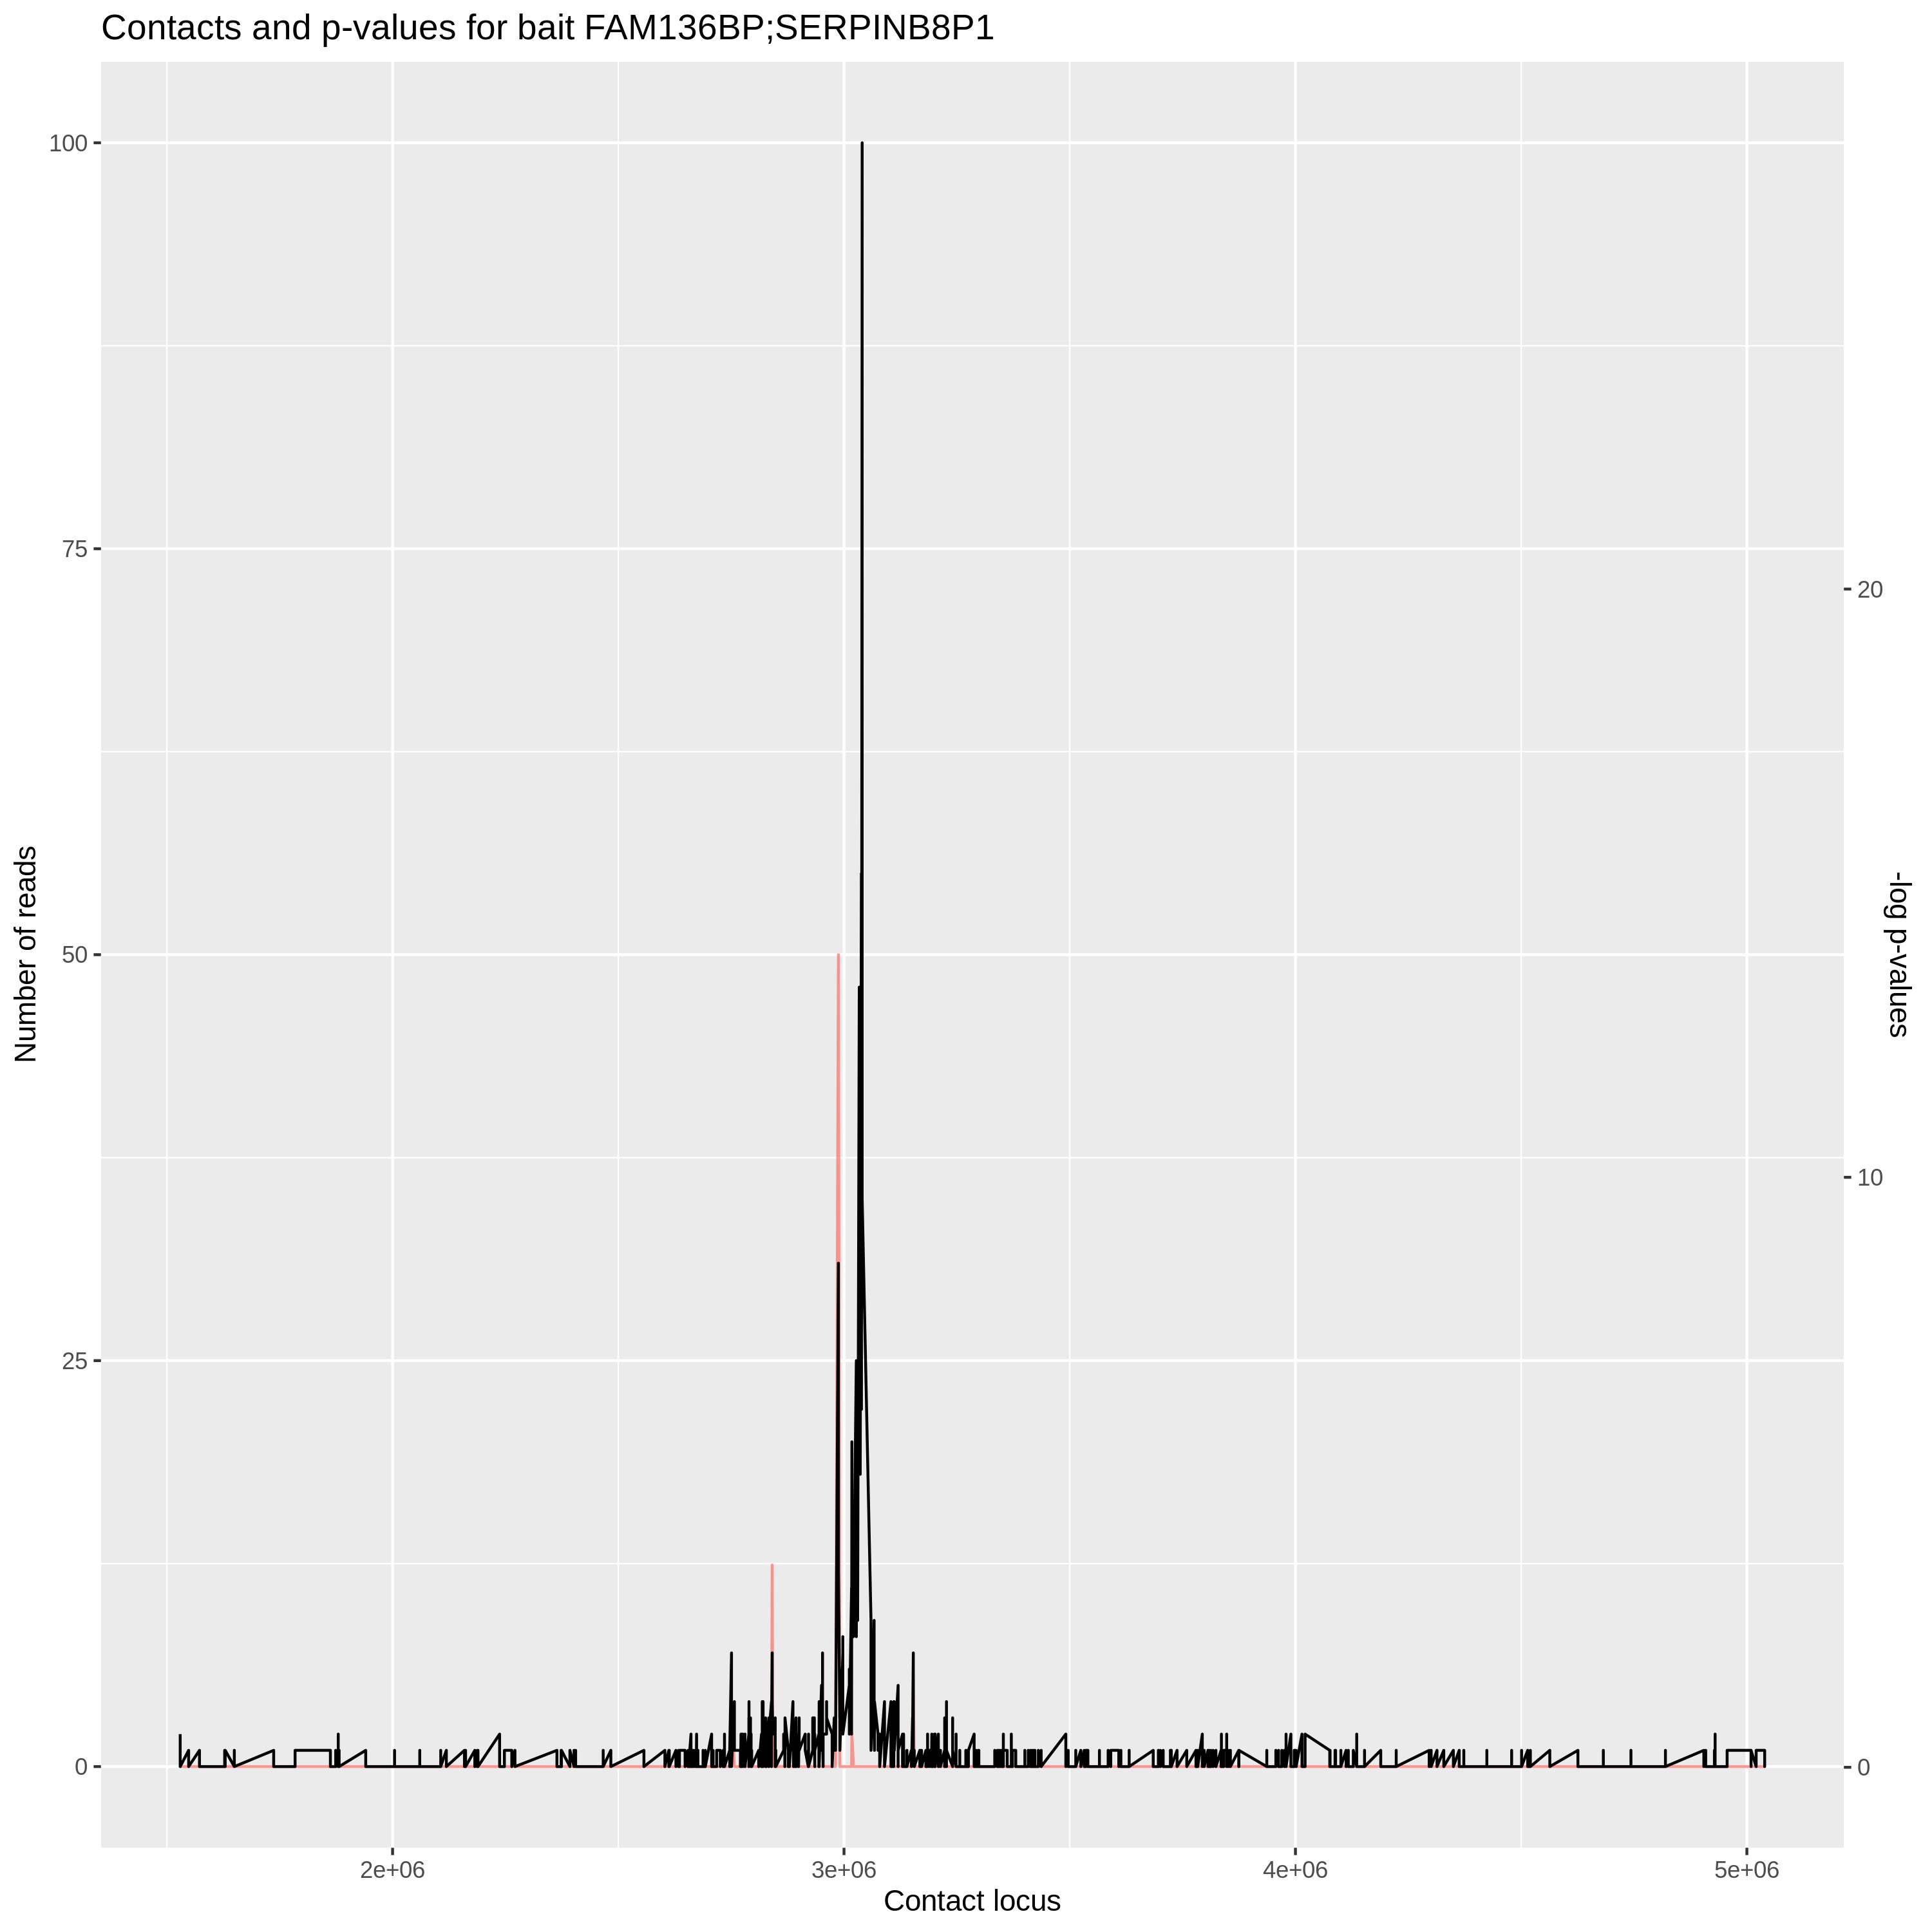 Contacts and p-values for bait FAM136BP;SERPINB8P1
100
75
50
25
0
Number of reads
20
10
0
-log p-values
2e+06
3e+06
4e+06
5e+06
Contact locus